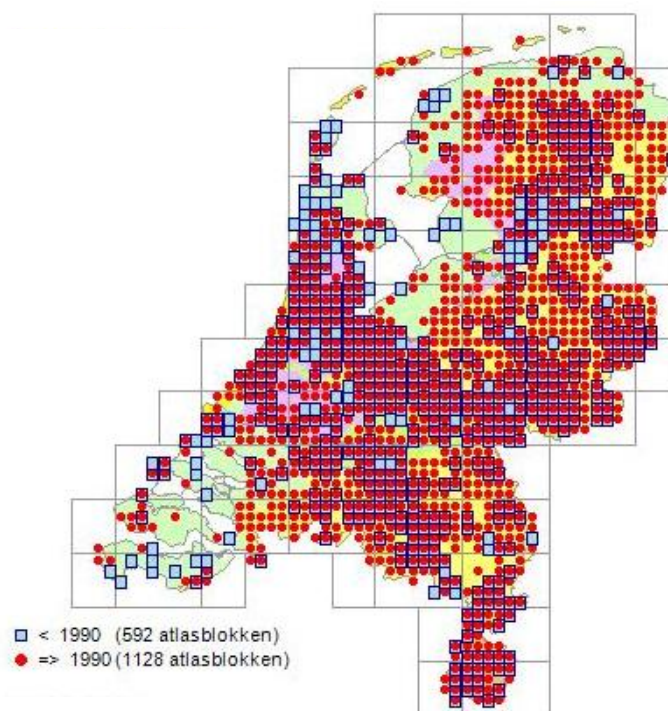 < 1990 (592 atlasblokken)
=> 1990 (1128 atlasblokken)